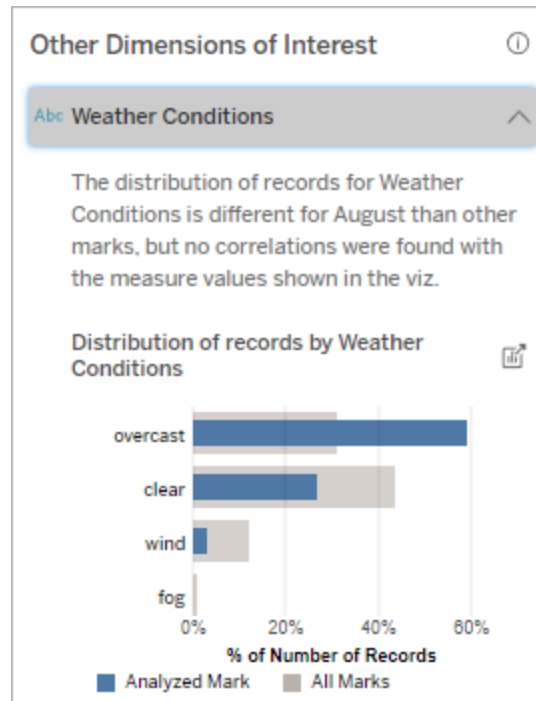 Other Dimensions of Interest
Abc Weather Conditions
The distribution of records for Weather
Conditions is different for August than other
marks, but no correlations were found with
the measure values shown in the viz.
Distribution of records by Weather
Conditions
overcast
clear
wind
fog
0% 20% 40% 60%
% of Number of Records
Analyzed Mark All Marks